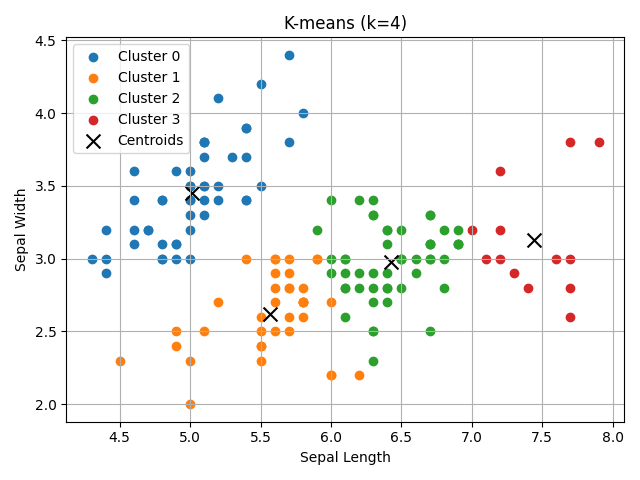 K-means (k=4)
Cluster 0
Cluster 1
Cluster 2
Cluster 3
Centroids
Sepal Width
4.5
4.0
3.5
3.0
2.5
2.0
4.5 5.0 5.5 6.0 6.5 7.0 7.5 8.0
Sepal Length